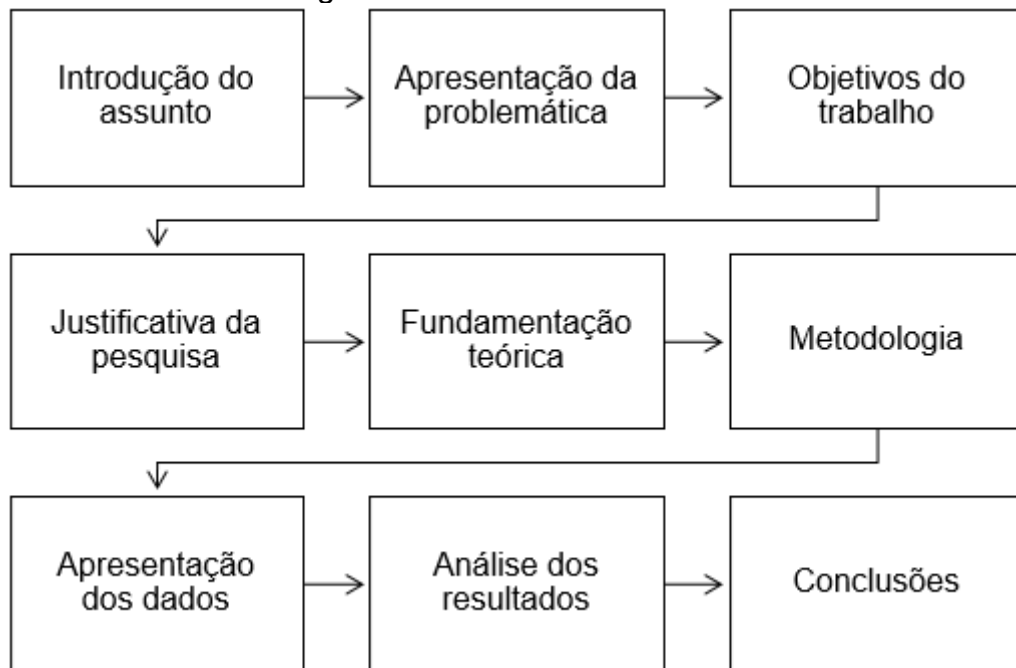 Introdução do
assunto
Apresentação da
problemática
Objetivos do
trabalho
Justificativa da
pesquisa
Fundamentação
teórica
Metodologia
Apresentação
dos dados
Análise dos
resultados
Conclusões